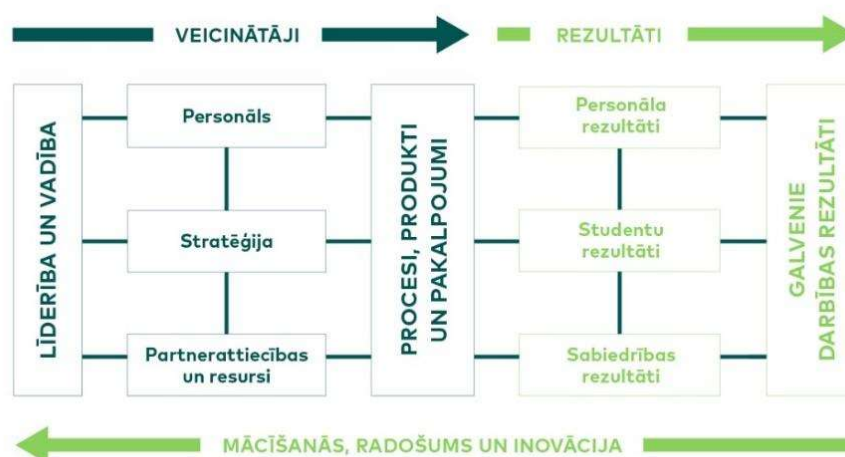 VEICINĀTĀJI
REZULTĀTI
LĪDERĪBA UN VADĪBA
Personāls
Stratēģija
Partnerattiecības
un resursi
PROCESI, PRODUKTI
UN PAKALPOJUMI
Personāla
rezultāti
Studentu
rezultāti
Sabiedrības
rezultāti
GALVENIE
DARBĪBAS REZULTĀTI
MĀCĪŠANĀS, RADOŠUMS UN INOVĀCIJA